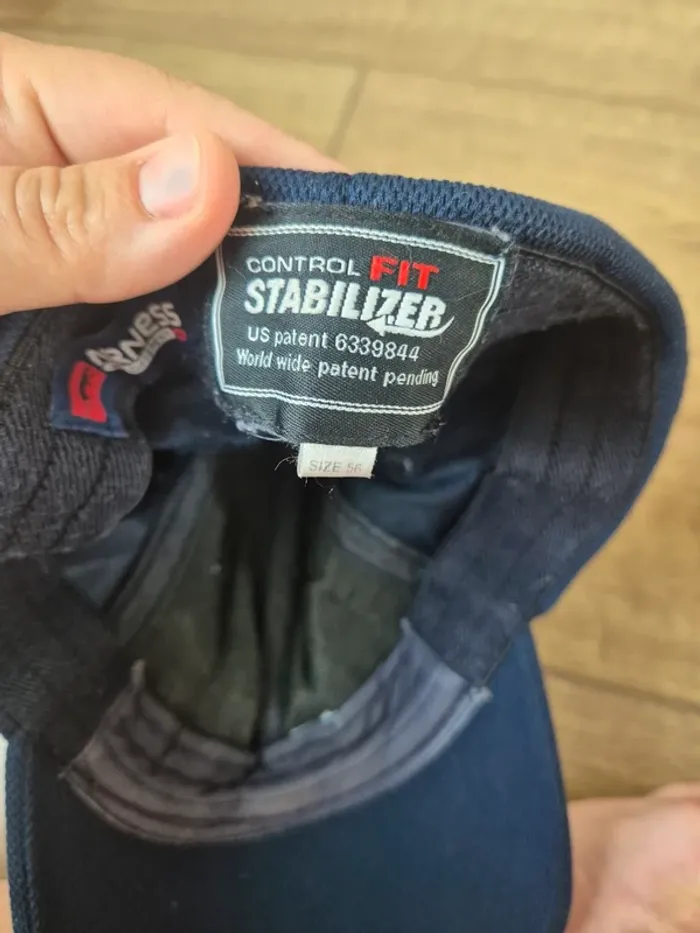 CONTROL FIT
STABILIZER
US patent 6339844
World wide patent pending
SIZE 56